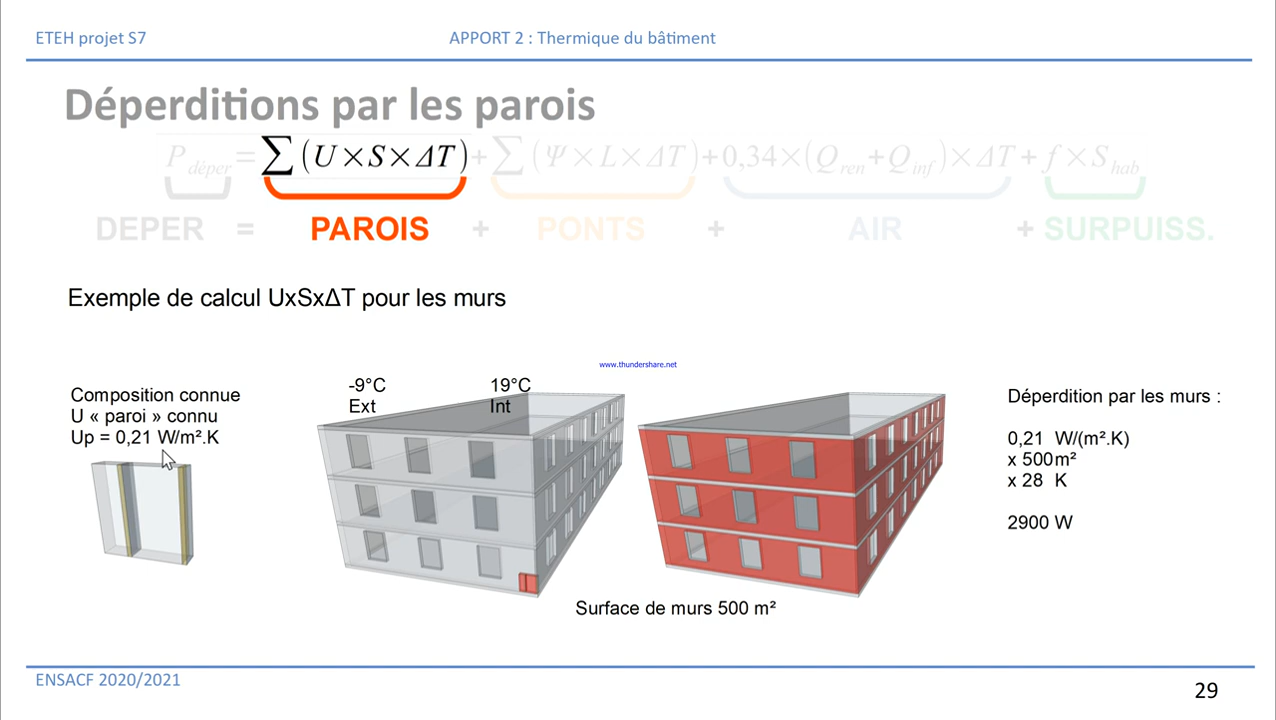 ETEH projet S7
APPORT 2 : Thermique du bâtiment
Déperditions par les parois
P déper = ∑ (U×S×ΔT) + ∑ (Ψ×L×ΔT) + 0,34×(Q ren + Q inf)×ΔT + f×S hab
DEPER = PAROIS + PONTS + AIR + SURPUISS.
Exemple de calcul UxSxΔT pour les murs
www.thundershare.net
Composition connue
U « paroi » connu
Up = 0,21 W/m².K
-9°C
Ext
19°C
Int
Déperdition par les murs :
0,21 W/(m².K)
x 500m²
x 28 K
2900 W
Surface de murs 500 m²
ENSACF 2020/2021
29